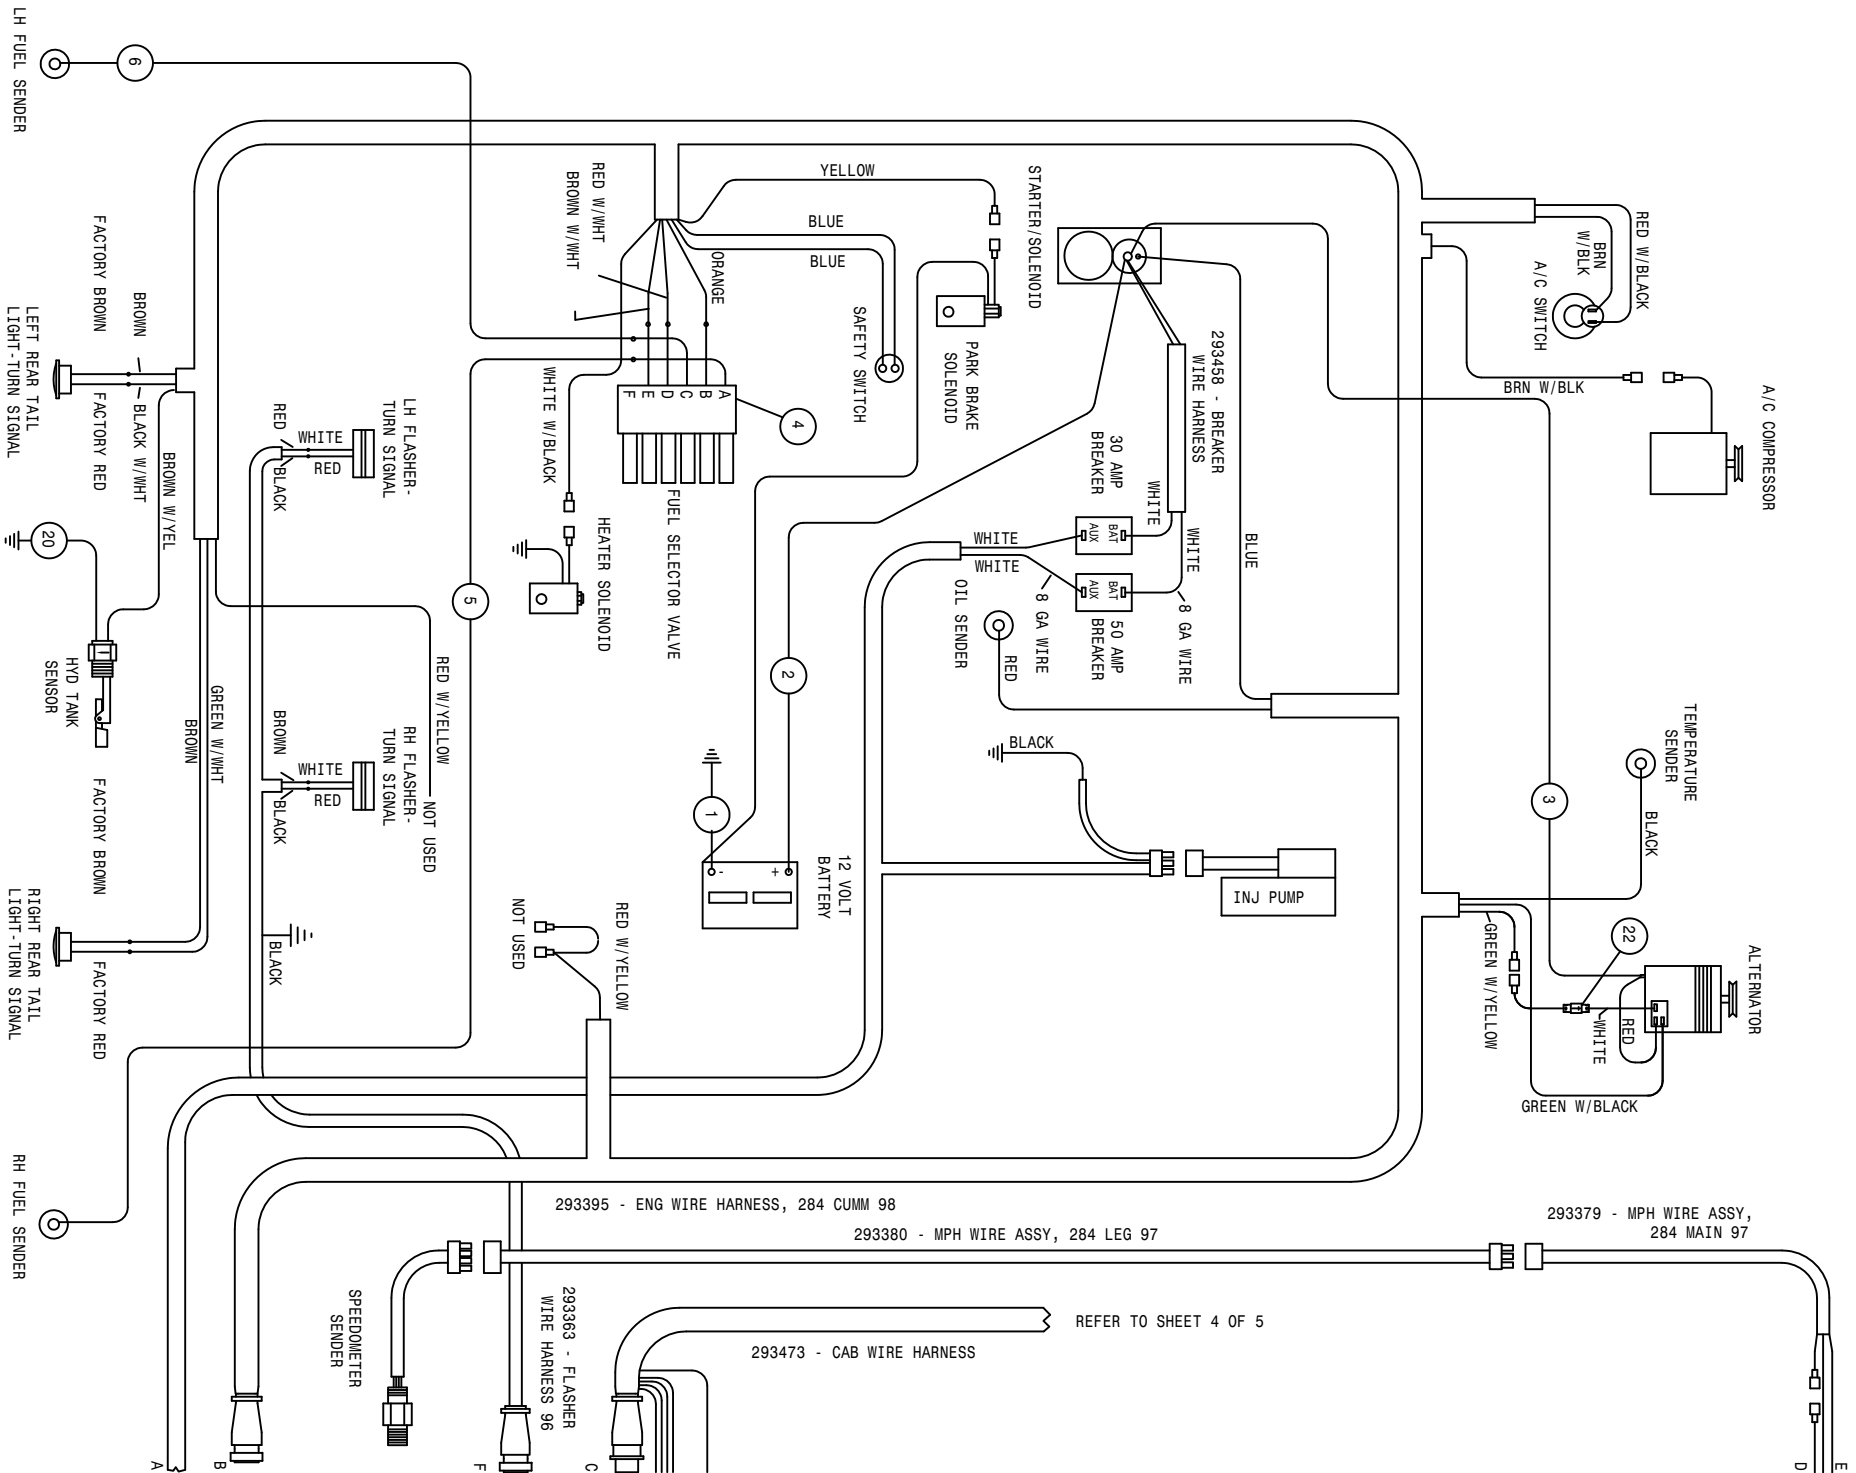 LH FUEL SENDER
6
RED W/WHT
BROWN W/WHT
YELLOW
BLUE
BLUE
ORANGE
STARTER/SOLENOID
SAFETY SWITCH
PARK BRAKE
SOLENOID
293458 - BREAKER
WIRE HARNESS
RED W/BLACK
BRN
W/BLK
A/C SWITCH
BRN W/BLK
A/C COMPRESSOR
FACTORY BROWN
BROWN
LEFT REAR TAIL
LIGHT-TURN SIGNAL
FACTORY RED
BLACK W/WHT
BROWN W/YEL
RED
WHITE
RED
BLACK
LH FLASHER-
TURN SIGNAL
WHITE W/BLACK
F
E
D
C
B
A
4
FUEL SELECTOR VALVE
HEATER SOLENOID
30 AMP
BREAKER
WHITE
WHITE
BAT
AUX
BAT
AUX
WHITE
WHITE
8 GA WIRE
8 GA WIRE
50 AMP
BREAKER
BLUE
OIL SENDER
RED
20
5
2
HYD TANK
SENSOR
GREEN W/WHT
BROWN
RED W/YELLOW
NOT USED
BROWN
WHITE
RED
BLACK
RH FLASHER-
TURN SIGNAL
BLACK
1
-
+
12 VOLT
BATTERY
INJ PUMP
TEMPERATURE
SENDER
BLACK
3
22
ALTERNATOR
GREEN W/YELLOW
WHITE
RED
GREEN W/BLACK
FACTORY BROWN
RIGHT REAR TAIL
LIGHT-TURN SIGNAL
FACTORY RED
BLACK
NOT USED
RED W/YELLOW
RH FUEL SENDER
293395 - ENG WIRE HARNESS, 284 CUMM 98
293380 - MPH WIRE ASSY, 284 LEG 97
293379 - MPH WIRE ASSY,
284 MAIN 97
SPEEDOMETER
SENDER
293363 - FLASHER
WIRE HARNESS 96
REFER TO SHEET 4 OF 5
293473 - CAB WIRE HARNESS
A
B
F
C
D
E